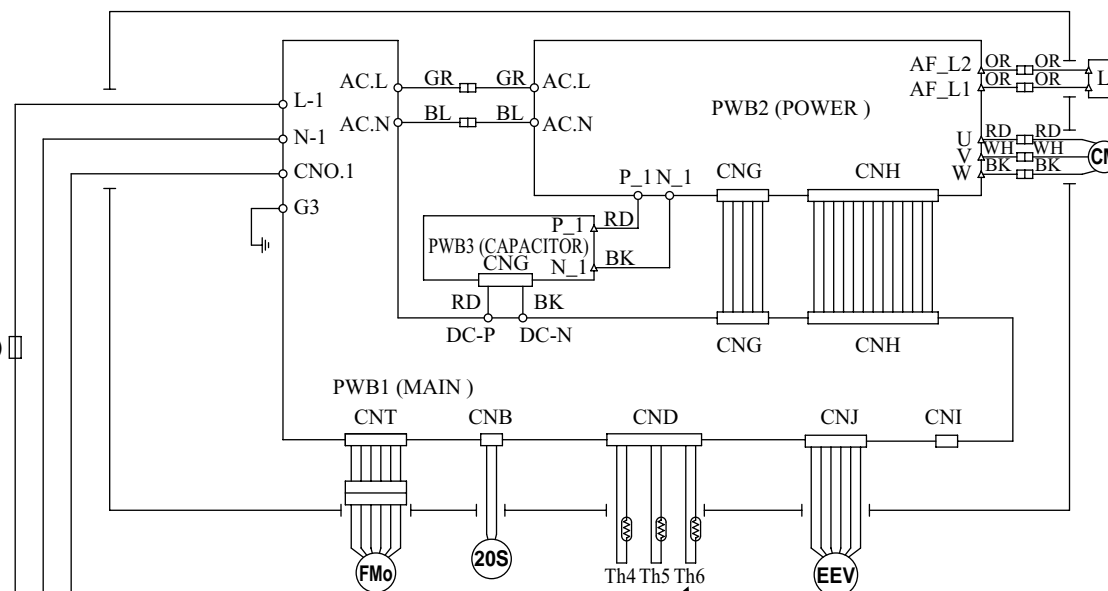 AF_L2 OR OR
AC.L GR GR AC.L
AF_L1 OR OR L
L-1
PWB2 (POWER )
AC.N BL BL AC.N
N-1
U RD RD
V WH WH
CNO.1
W BK BK
P_1 N_1 CNG CNH
G3
P_1 RD
PWB3 (CAPACITOR)
CNG N_1 BK
RD BK
DC-P DC-N
CNG CNH
PWB1 (MAIN )
CNT CNB CND CNJ CNI
20S
FMo Th4 Th5 Th6 EEV